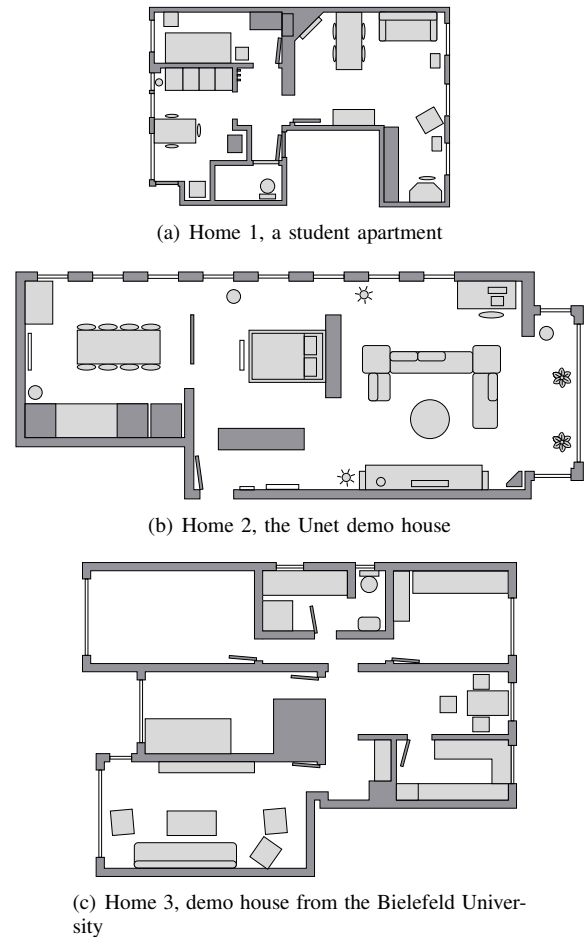 (a) Home 1, a student apartment
(b) Home 2, the Unet demo house
(c) Home 3, demo house from the Bielefeld Univer-
sity